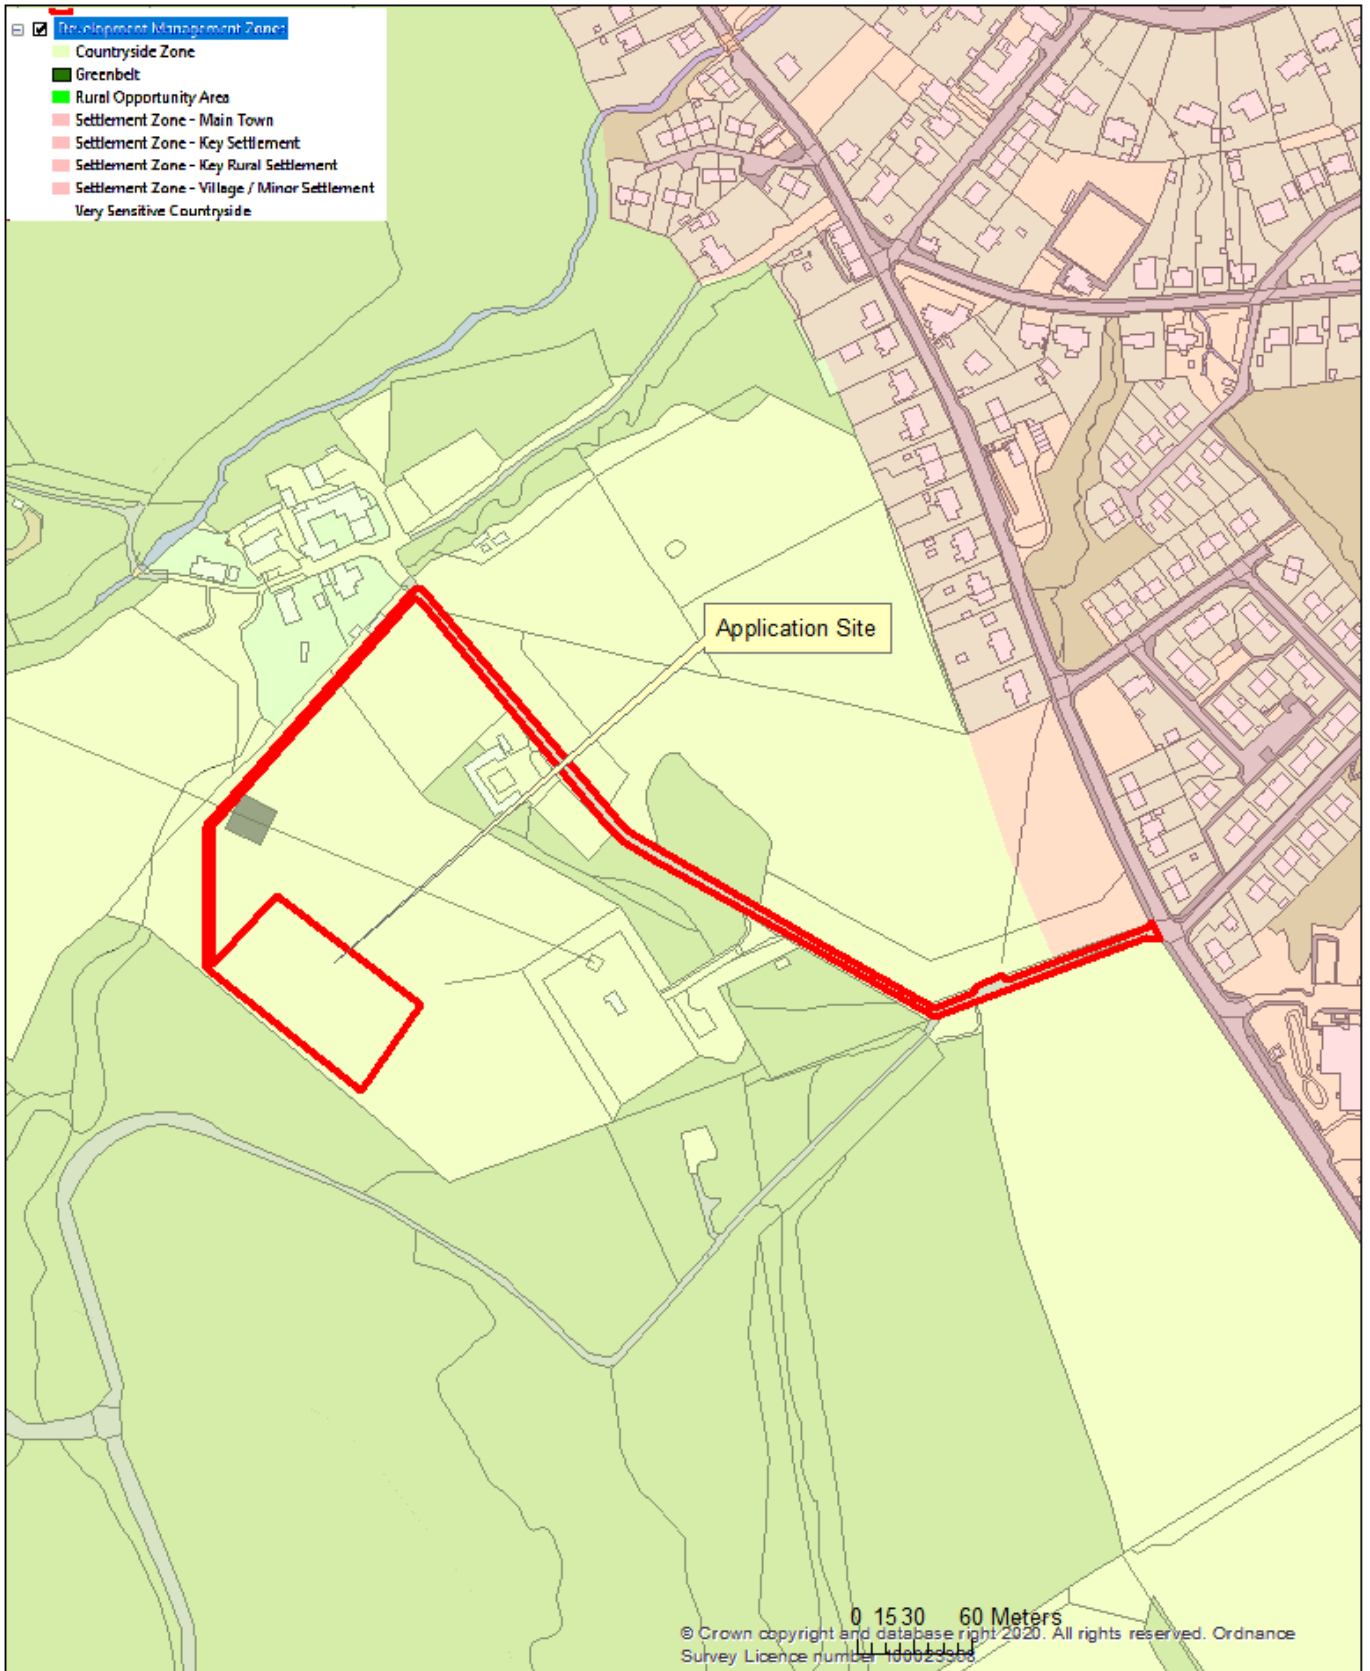 Development Management Zones
Countryside Zone
Greenbelt
Rural Opportunity Area
Settlement Zone - Main Town
Settlement Zone - Key Settlement
Settlement Zone - Key Rural Settlement
Settlement Zone - Village / Minor Settlement
Very Sensitive Countryside
Application Site
0 15 30 60 Meters
© Crown copyright and database right 2020. All rights reserved. Ordnance
Survey Licence number 100023368